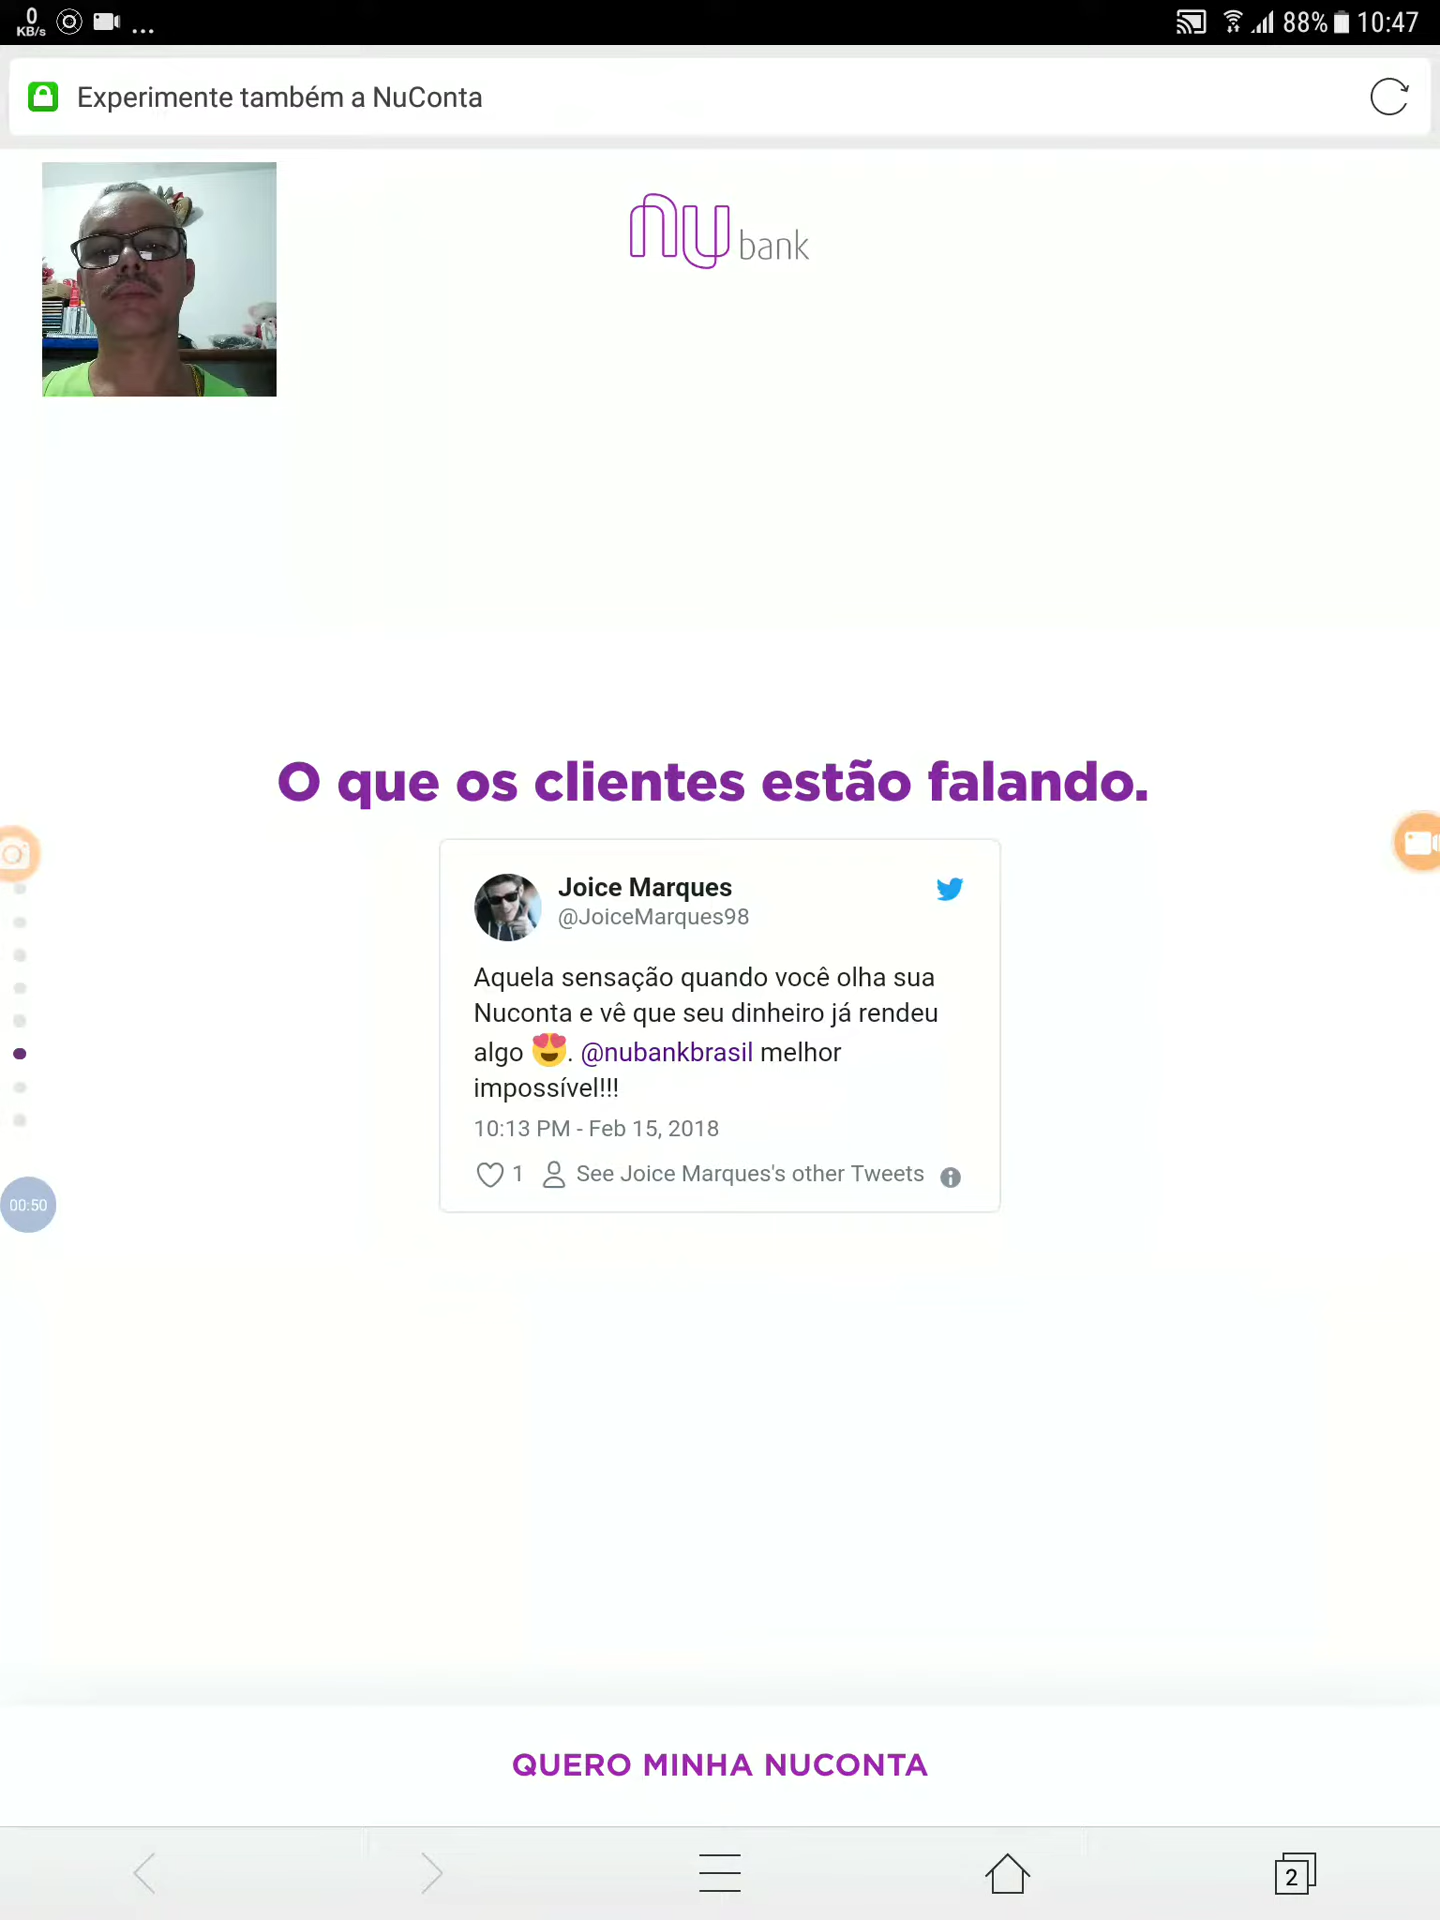 0
KB/s
...
88%
10:47
Experimente também a NuConta
nu bank
O que os clientes estão falando.
Joice Marques
@JoiceMarques98
Aquela sensação quando você olha sua
Nuconta e vê que seu dinheiro já rendeu
algo 😍. @nubankbrasil melhor
impossível!!!
10:13 PM - Feb 15, 2018
1 See Joice Marques's other Tweets
00:50
QUERO MINHA NUCONTA
2